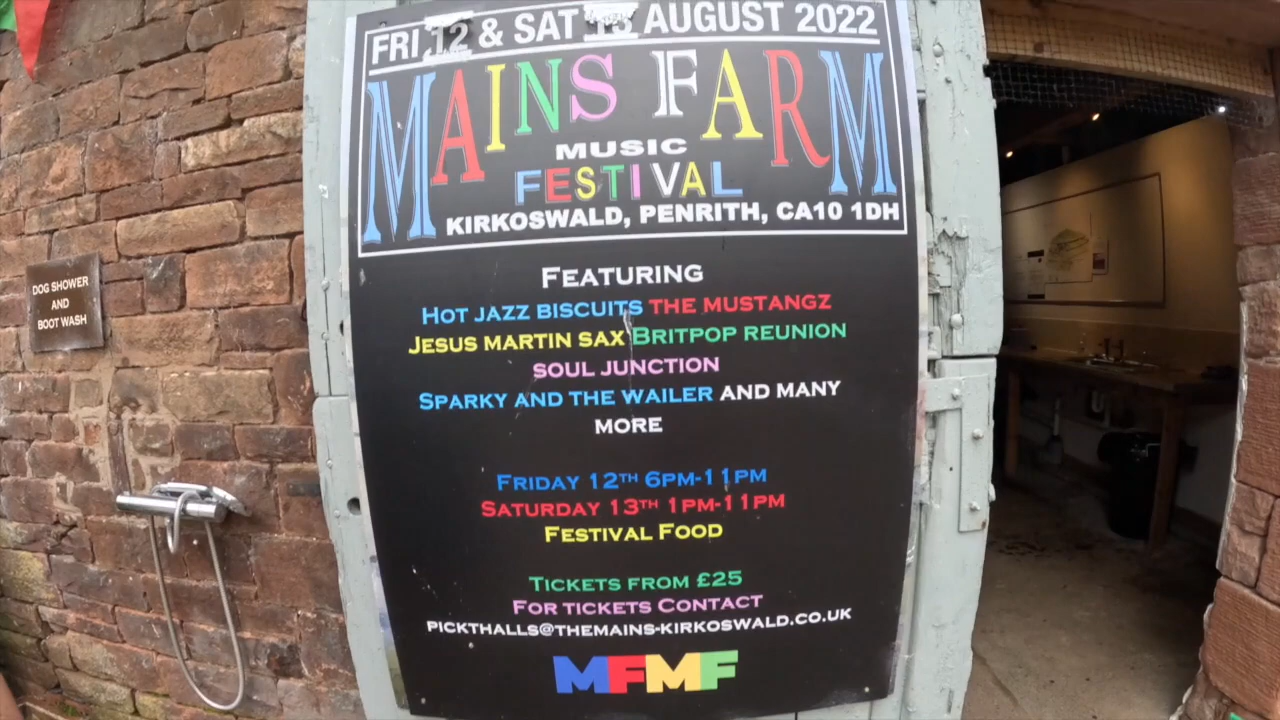 FRI 12 & SAT 13 AUGUST 2022
MAINS FARM
MUSIC
FESTIVAL
KIRKOSWALD, PENRITH, CA10 1DH
FEATURING
HOT JAZZ BISCUITS THE MUSTANGZ
JESUS MARTIN SAX BRITPOP REUNION
SOUL JUNCTION
SPARKY AND THE WAILER AND MANY
MORE
FRIDAY 12TH 6PM-11PM
SATURDAY 13TH 1PM-11PM
FESTIVAL FOOD
TICKETS FROM £25
FOR TICKETS CONTACT
PICKTHALLS@THEMAINS-KIRKOSWALD.CO.UK
MFMF
DOG SHOWER
AND
BOOT WASH